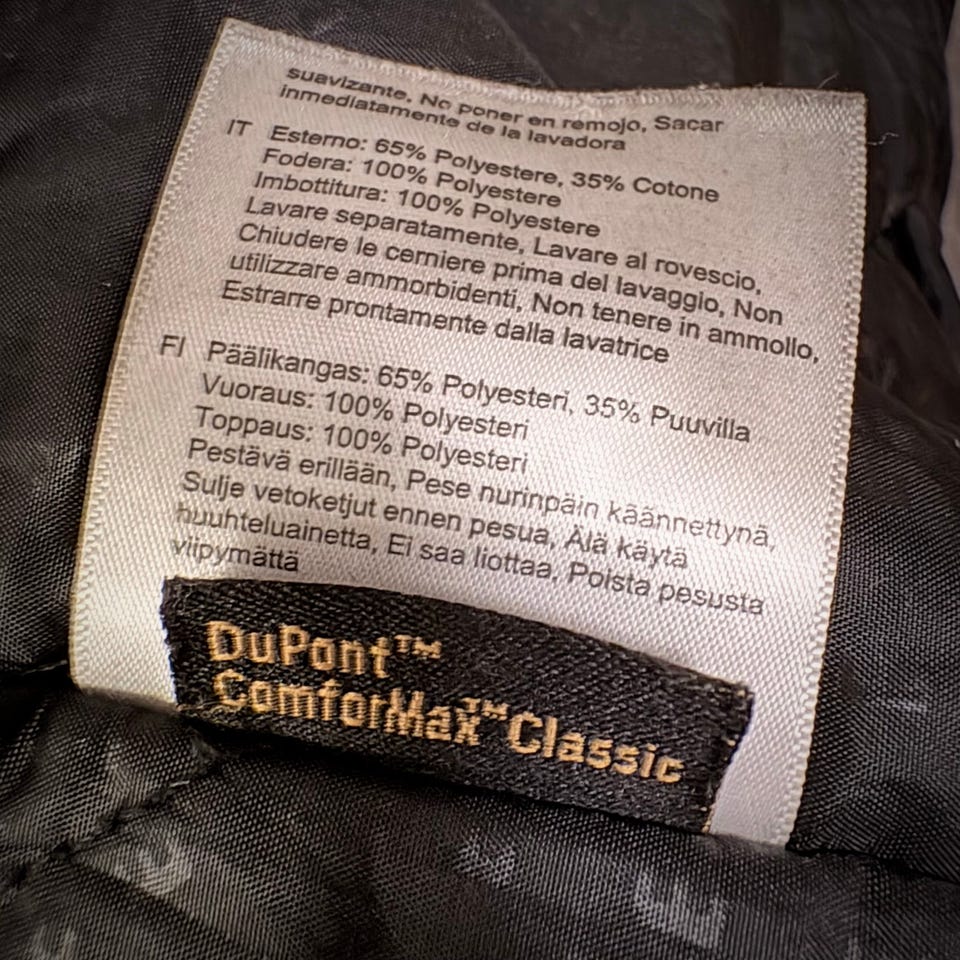 suavizante, No poner en remojo, Sacar
inmediatamente de la lavadora
IT Esterno: 65% Polyestere, 35% Cotone
Fodera: 100% Polyestere
Imbottitura: 100% Polyestere
Lavare separatamente, Lavare al rovescio,
Chiudere le cerniere prima del lavaggio, Non
utilizzare ammorbidenti, Non tenere in ammollo,
Estrarre prontamente dalla lavatrice
FI Päälikangas: 65% Polyesteri, 35% Puuvilla
Vuoraus: 100% Polyesteri
Toppaus: 100% Polyesteri
Pestävä erillään, Pese nurinpäin käännettynä,
Sulje vetoketjut ennen pesua, Älä käytä
huuhteluainetta, Ei saa liottaa, Poista pesusta
viipymättä
DuPont™
ComforMax™ Classic